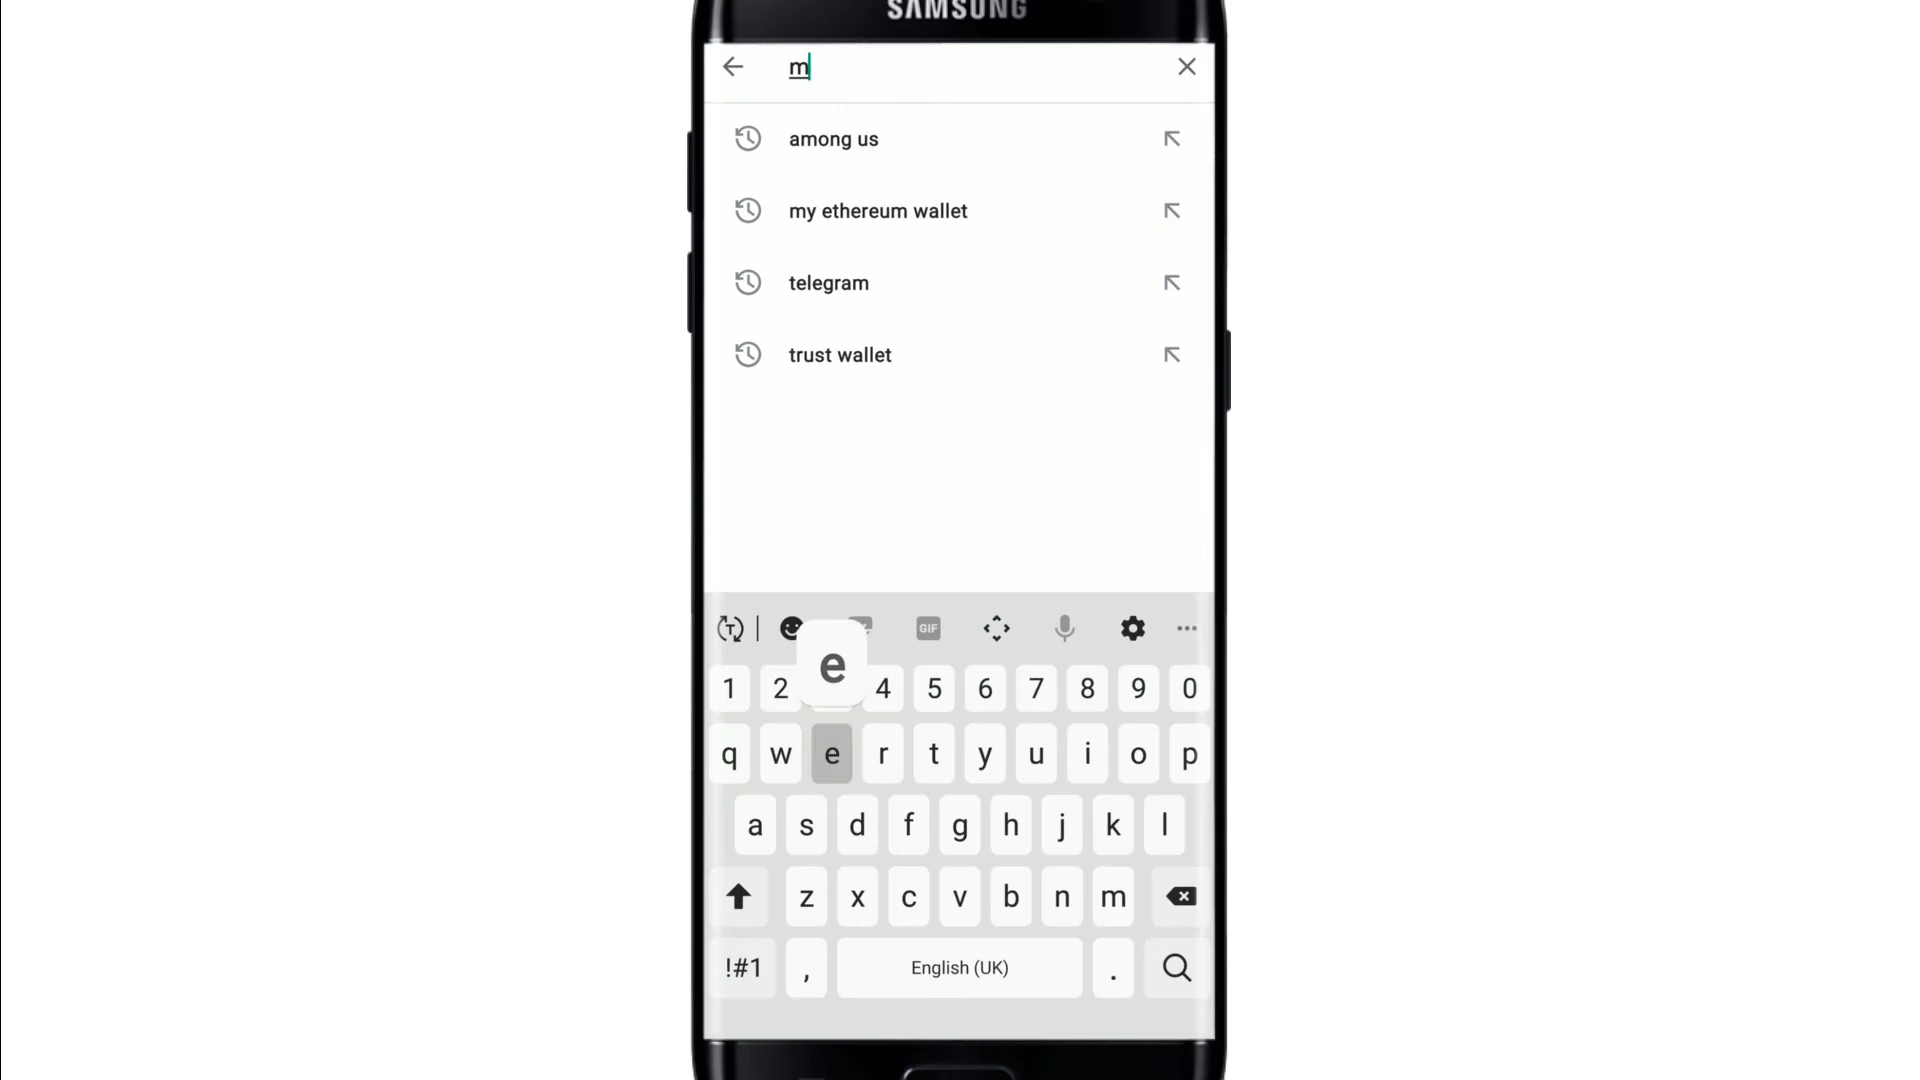 SAMSUNG
m
among us
my ethereum wallet
telegram
trust wallet
T
GIF
e
1 2 4 5 6 7 8 9 0
q w e r t y u i o p
a s d f g h j k l
z x c v b n m
!#1 , English (UK) .